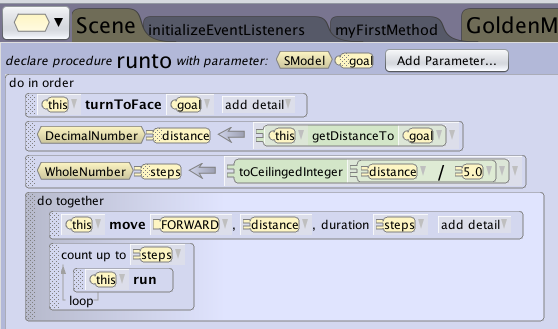 Scene initializeEventListeners myFirstMethod GoldenM
declare procedure runto with parameter: SModel goal Add Parameter...
do in order
this turnToFace goal add detail
DecimalNumber distance this getDistanceTo goal
WholeNumber steps toCeilingedInteger distance / 5.0
do together
this move FORWARD , distance , duration steps add detail
count up to steps
this run
loop